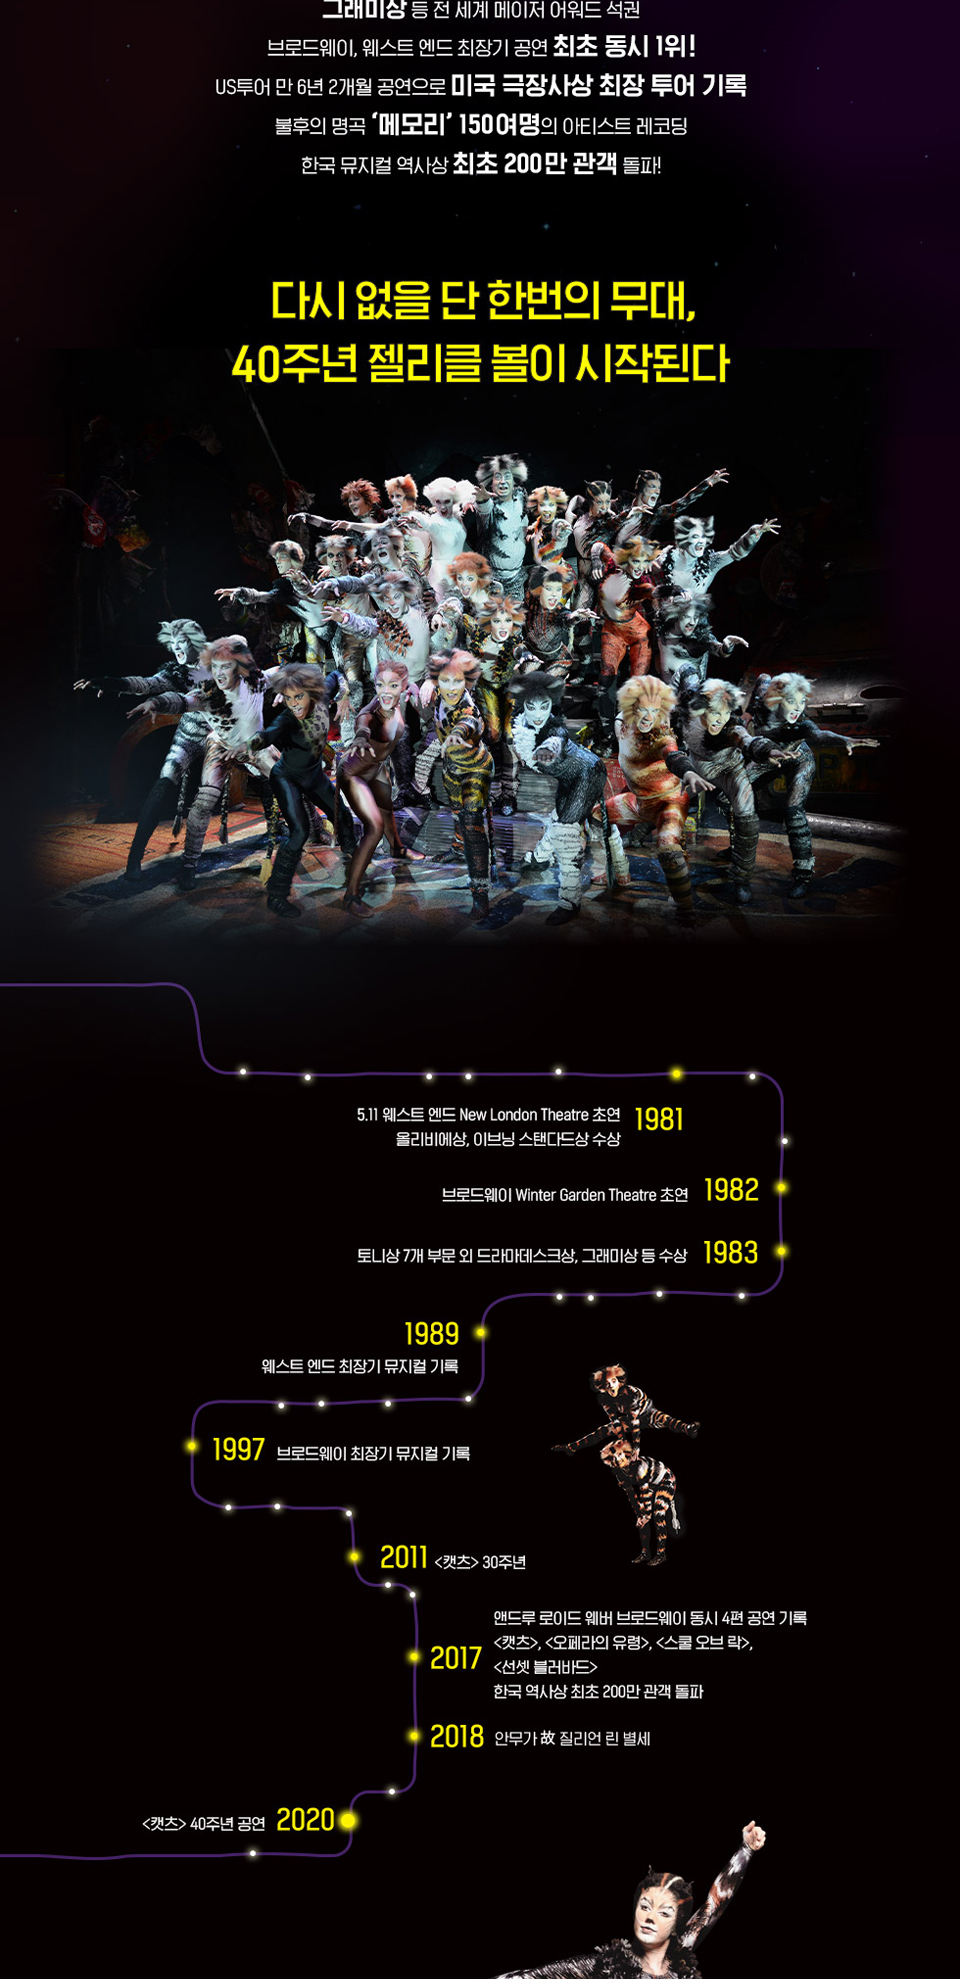 그래미상 등 전 세계 메이저 어워드 석권
브로드웨이, 웨스트 엔드 최장기 공연 최초 동시 1위!
US투어 만 6년 2개월 공연으로 미국 극장사상 최장 투어 기록
불후의 명곡 ‘메모리’ 150여명의 아티스트 레코딩
한국 뮤지컬 역사상 최초 200만 관객 돌파!
다시 없을 단 한번의 무대,
40주년 젤리클 볼이 시작된다
5.11 웨스트 엔드 New London Theatre 초연
올리비에상, 이브닝 스탠다드상 수상
1981
브로드웨이 Winter Garden Theatre 초연 1982
토니상 7개 부문 외 드라마데스크상, 그래미상 등 수상 1983
1989
웨스트 엔드 최장기 뮤지컬 기록
1997 브로드웨이 최장기 뮤지컬 기록
2011 <캣츠> 30주년
2017
앤드루 로이드 웨버 브로드웨이 동시 4편 공연 기록
<캣츠>, <오페라의 유령>, <스쿨 오브 락>,
<선셋 블러바드>
한국 역사상 최초 200만 관객 돌파
2018 안무가 故 질리언 린 별세
<캣츠> 40주년 공연 2020